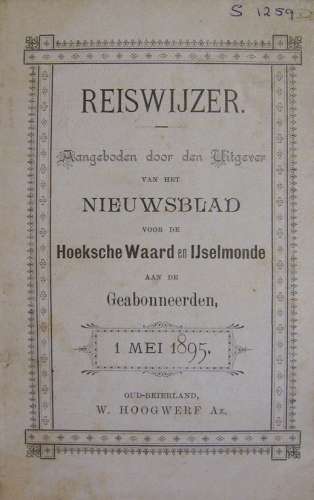 S 1259
REISWIJZER.
Aangeboden door den Uitgever
VAN HET
NIEUWSBLAD
VOOR DE
Hoeksche Waard en IJselmonde
AAN DE
Geabonneerden,
1 MEI 1895.
OUD-BEIERLAND,
W. HOOGWERF Az.